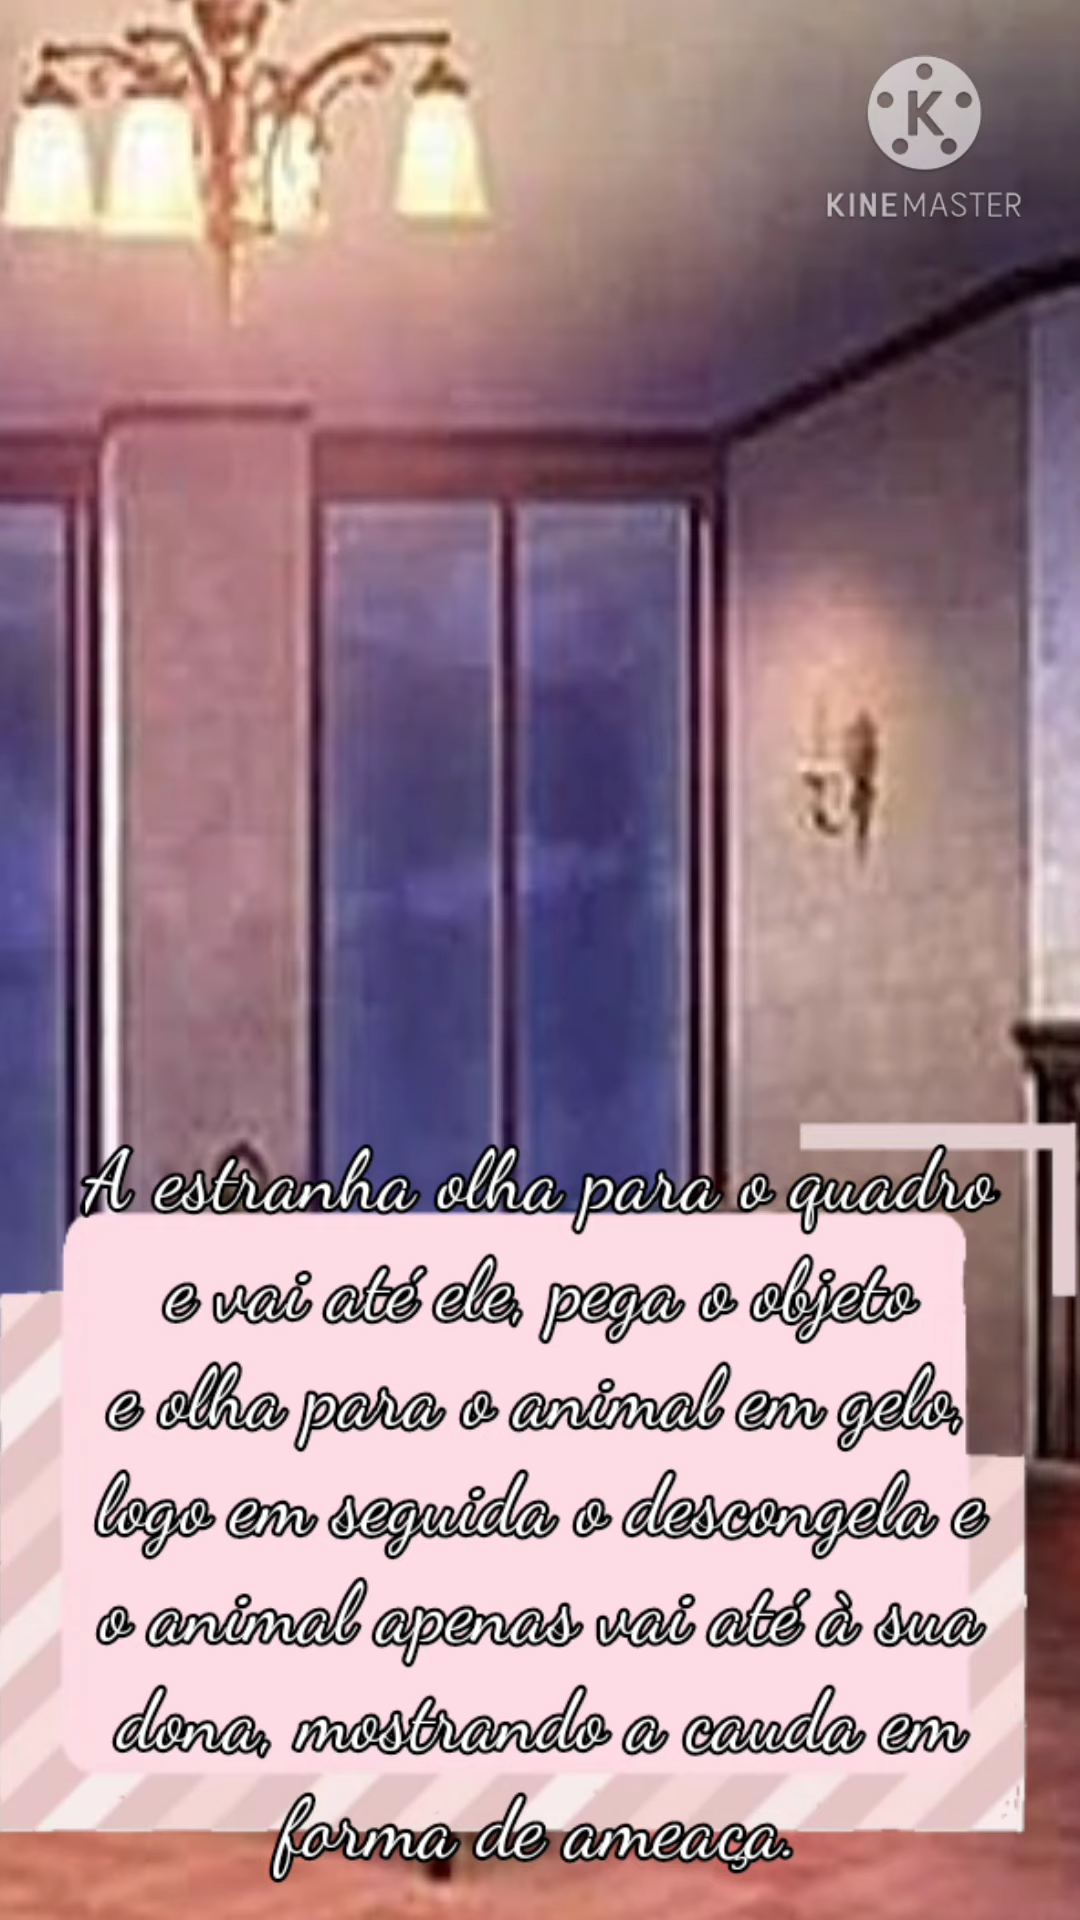 K
KINEMASTER
A estranha olha para o quadro
e vai até ele, pega o objeto
e olha para o animal em gelo,
logo em seguida o descongela e
o animal apenas vai até à sua
dona, mostrando a cauda em
forma de ameaça.